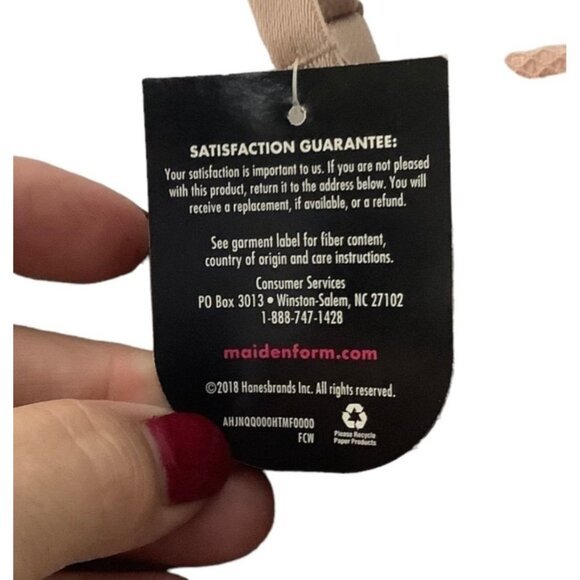 SATISFACTION GUARANTEE:
Your satisfaction is important to us. If you are not pleased
with this product, return it to the address below. You will
receive a replacement, if available, or a refund.
See garment label for fiber content,
country of origin and care instructions.
Consumer Services
PO Box 3013 • Winston-Salem, NC 27102
1-888-747-1428
maidenform.com
©2018 Hanesbrands Inc. All rights reserved.
AHJNQQ000HTMF0000
FCW
Please Recycle
Paper Products